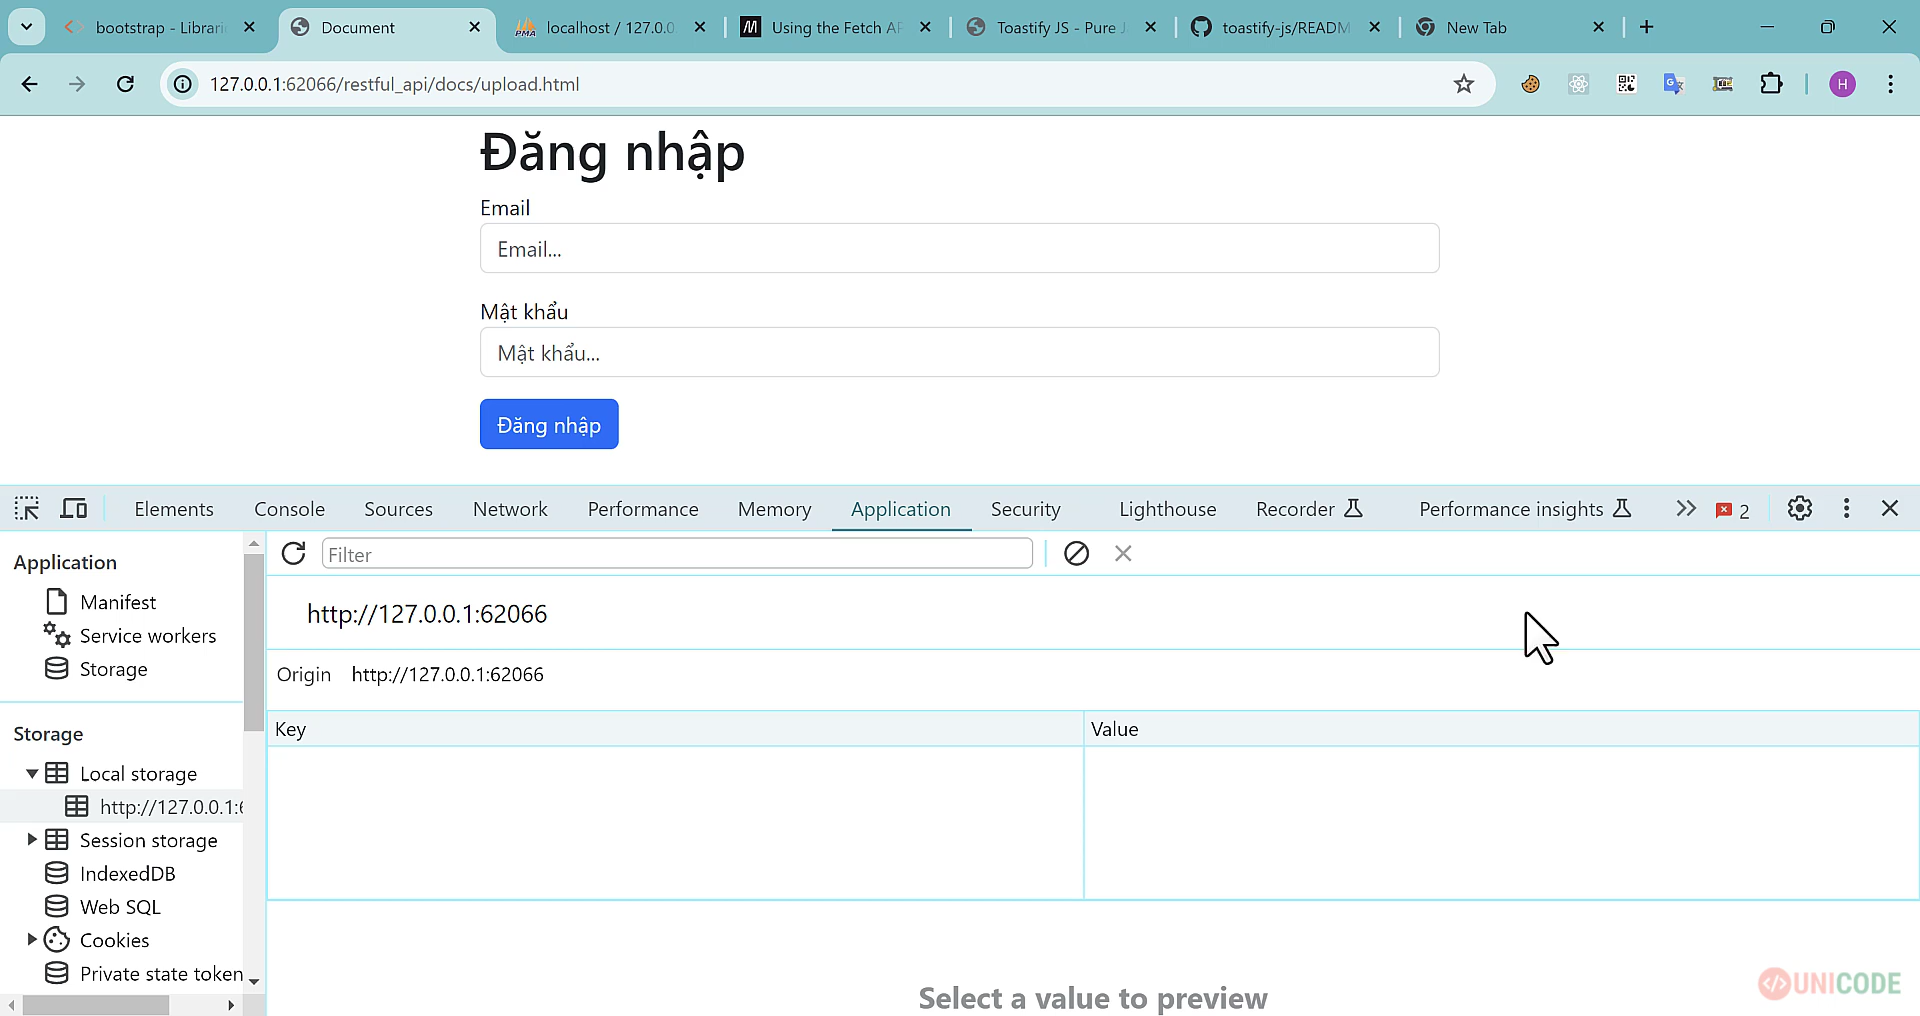 bootstrap - Librari
Document
localhost / 127.0.0
Using the Fetch AP
Toastify JS - Pure J
toastify-js/READM
New Tab
127.0.0.1:62066/restful_api/docs/upload.html
H
Đăng nhập
Email
Email...
Mật khẩu
Mật khẩu...
Đăng nhập
Elements
Console
Sources
Network
Performance
Memory
Application
Security
Lighthouse
Recorder
Performance insights
2
Application
Manifest
Service workers
Storage
Storage
Local storage
http://127.0.0.1:6
Session storage
IndexedDB
Web SQL
Cookies
Private state token
Filter
http://127.0.0.1:62066
Origin http://127.0.0.1:62066
Key
Value
Select a value to preview
UNICODE